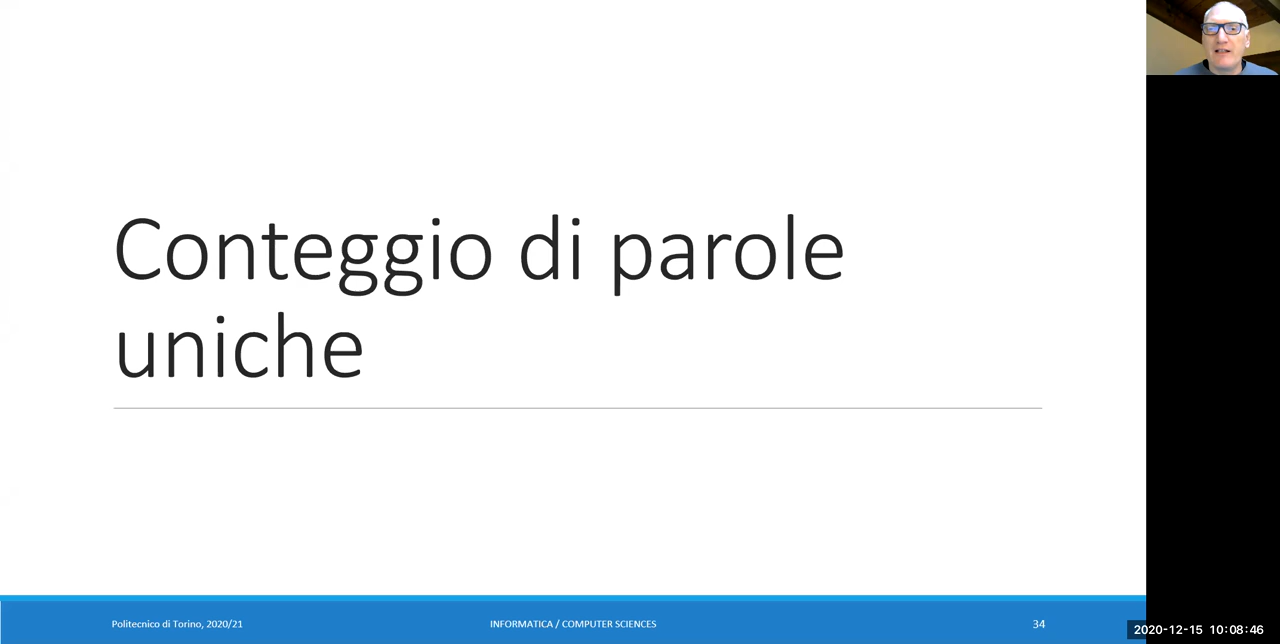 Conteggio di parole
uniche
Politecnico di Torino, 2020/21
INFORMATICA / COMPUTER SCIENCES
34
2020-12-15 10:08:46